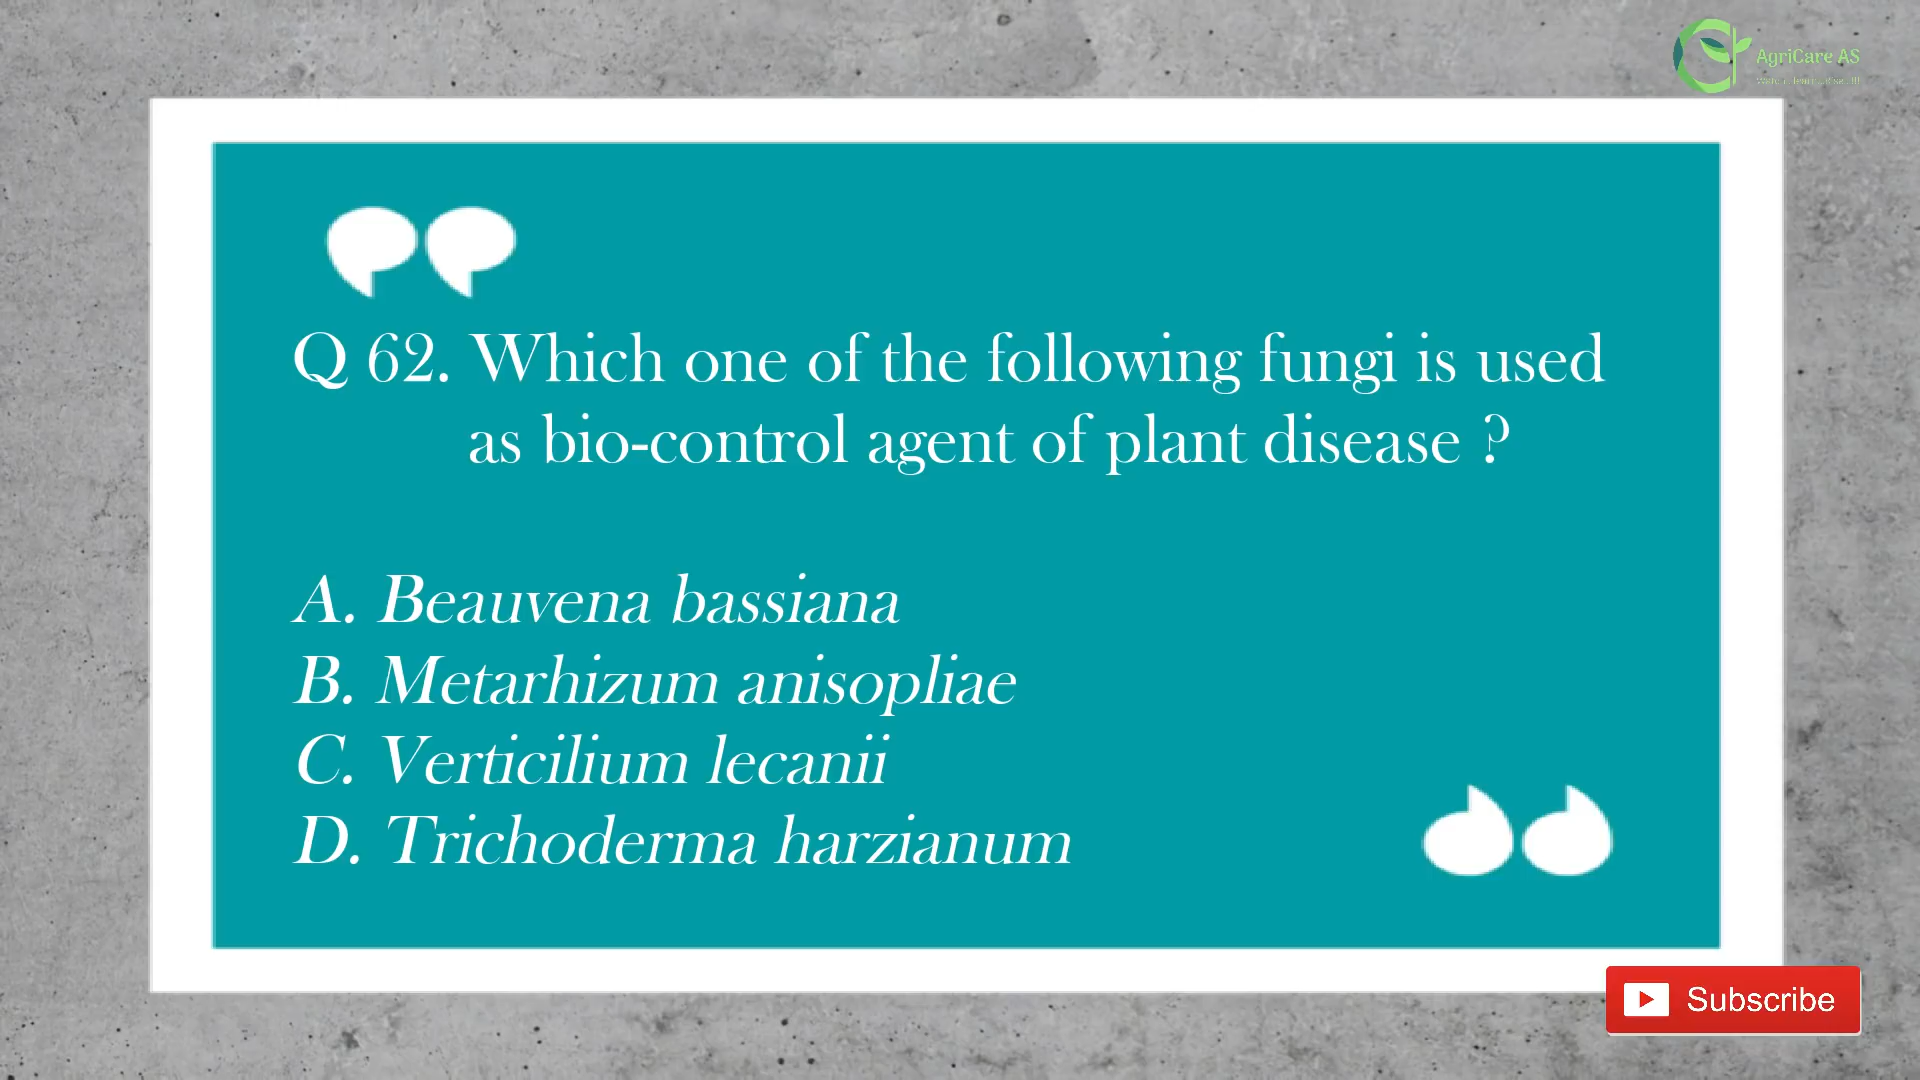 AgriCare AS
Q 62. Which one of the following fungi is used
as bio-control agent of plant disease ?
A. Beauvena bassiana
B. Metarhizum anisopliae
C. Verticilium lecanii
D. Trichoderma harzianum
Subscribe